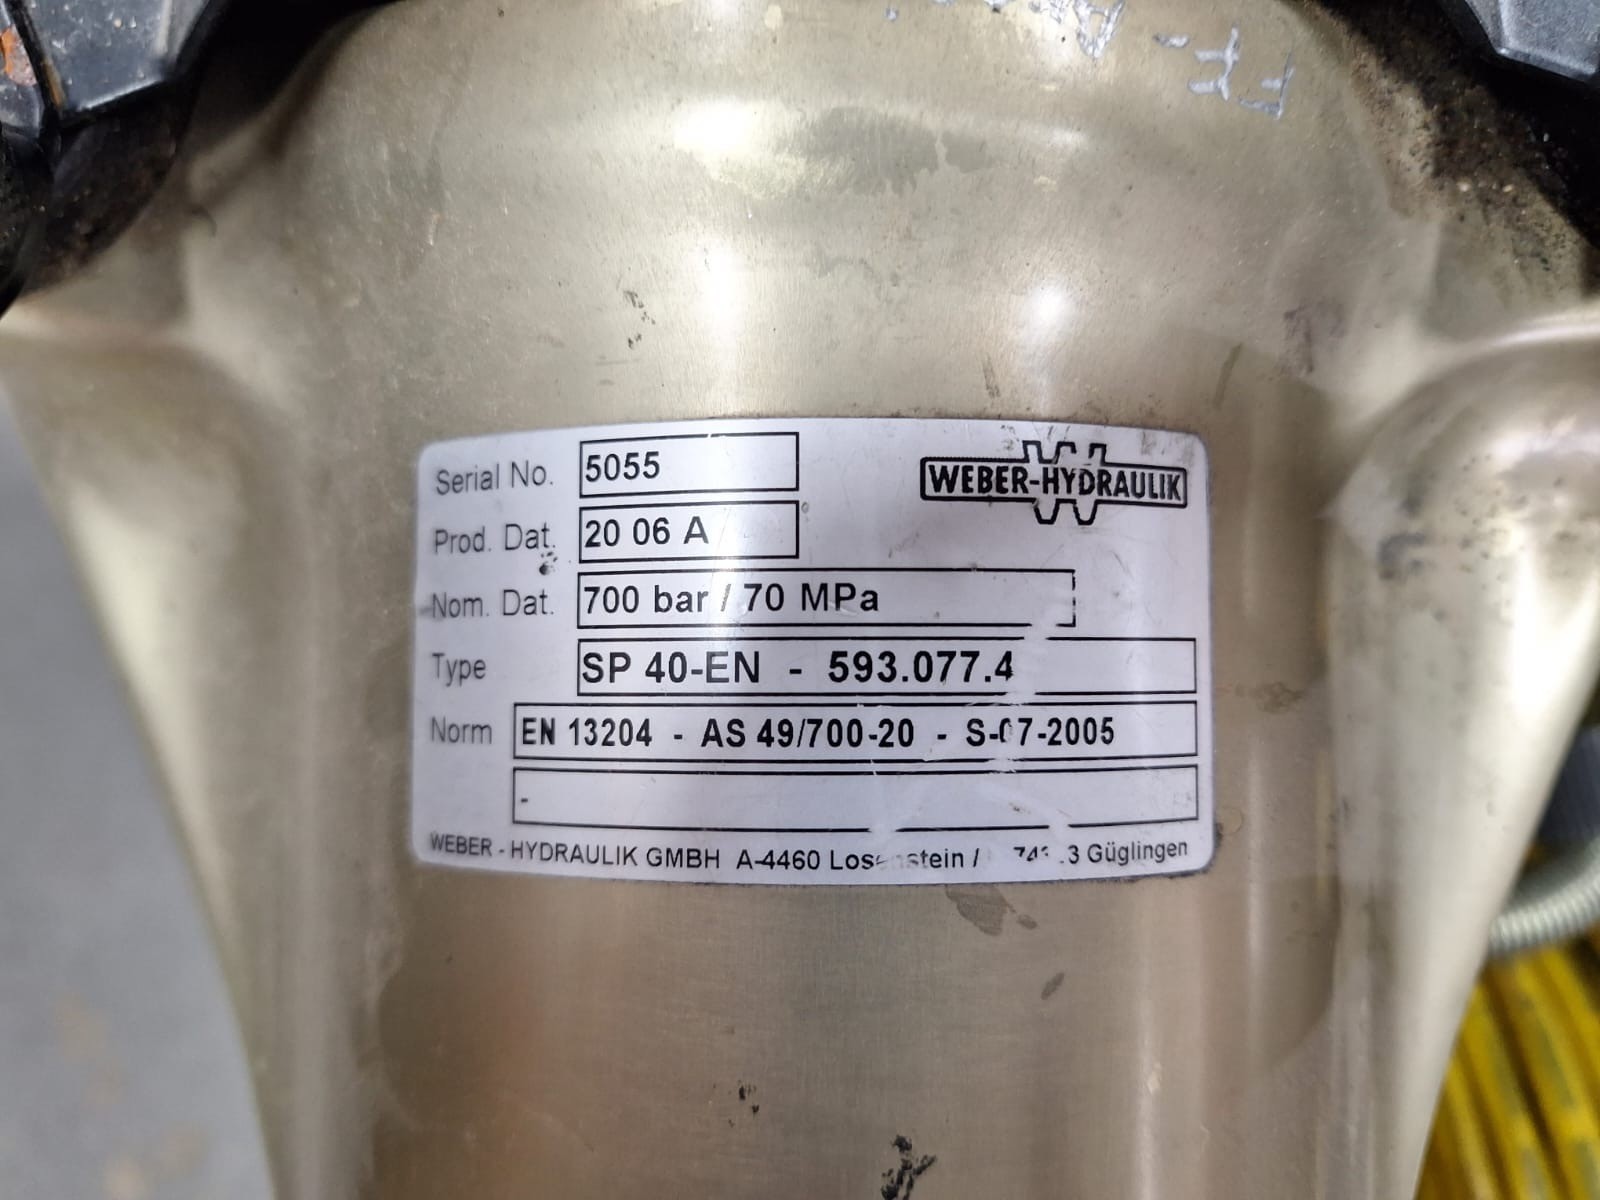 Serial No. 5055
WEBER-HYDRAULIK
Prod. Dat. 20 06 A
Nom. Dat. 700 bar / 70 MPa
Type SP 40-EN - 593.077.4
Norm EN 13204 - AS 49/700-20 - S-07-2005
-
WEBER - HYDRAULIK GMBH A-4460 / Güglingen